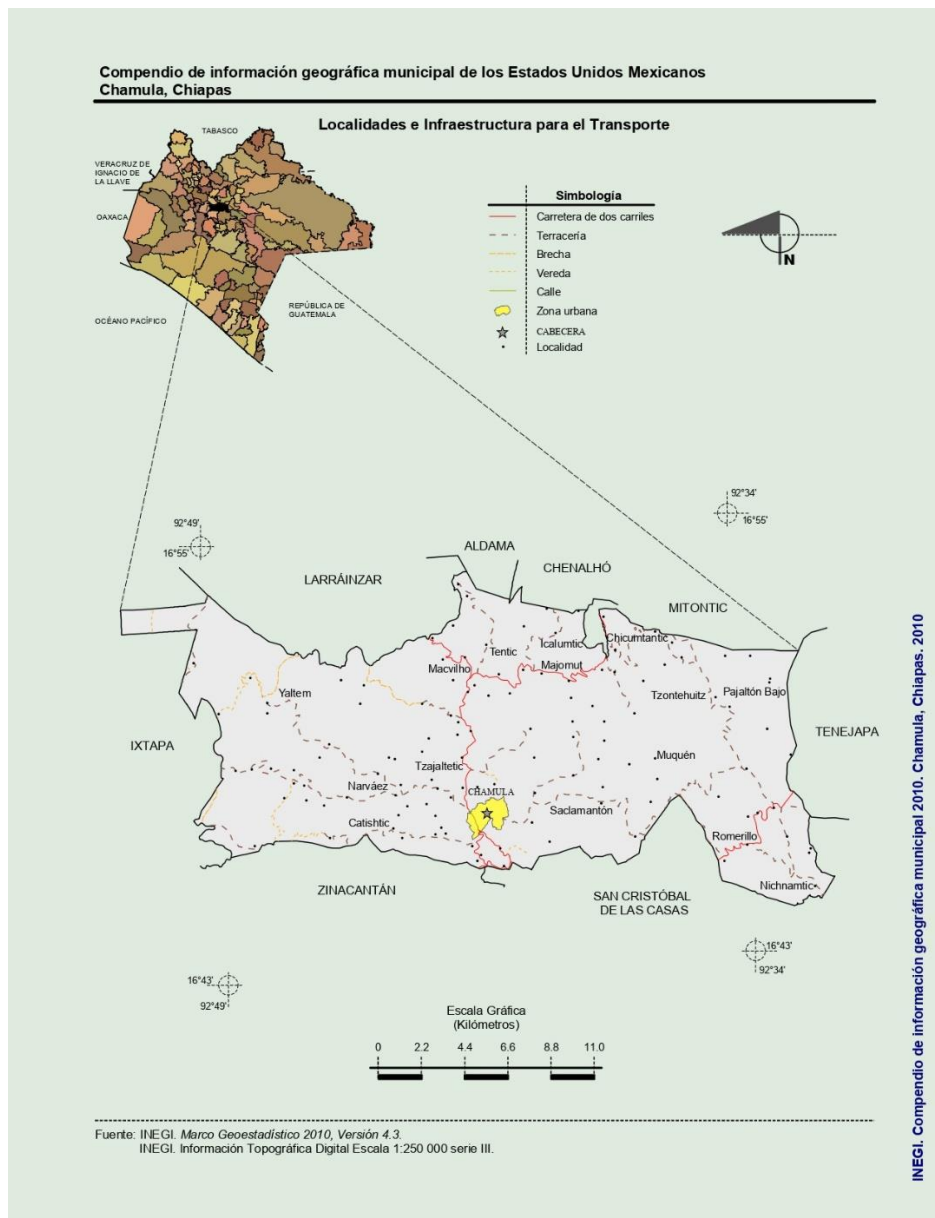 Compendio de información geográfica municipal de los Estados Unidos Mexicanos
Chamula, Chiapas
Localidades e Infraestructura para el Transporte
TABASCO
VERACRUZ DE
IGNACIO DE
LA LLAVE
OAXACA
OCÉANO PACÍFICO
REPÚBLICA DE
GUATEMALA
Simbología
Carretera de dos carriles
Terracería
Brecha
Vereda
Calle
Zona urbana
CABECERA
Localidad
N
92°34'
16°55'
92°49'
16°55'
ALDAMA
LARRÁINZAR
CHENALHÓ
MITONTIC
Chicumtantic
Icalumtic
Tentic
Macvilho
Majomut
Yaltem
Tzontehuitz
Pajaltón Bajo
TENEJAPA
IXTAPA
Muquén
Tzajaltetic
Narváez
CHAMULA
Saclamantón
Catishtic
Romerillo
Nichnamtic
ZINACANTÁN
SAN CRISTÓBAL
DE LAS CASAS
16°43'
92°34'
16°43'
92°49'
Escala Gráfica
(Kilómetros)
0 2.2 4.4 6.6 8.8 11.0
Fuente: INEGI. Marco Geoestadístico 2010, Versión 4.3.
INEGI. Información Topográfica Digital Escala 1:250 000 serie III.
INEGI. Compendio de información geográfica municipal 2010. Chamula, Chiapas. 2010